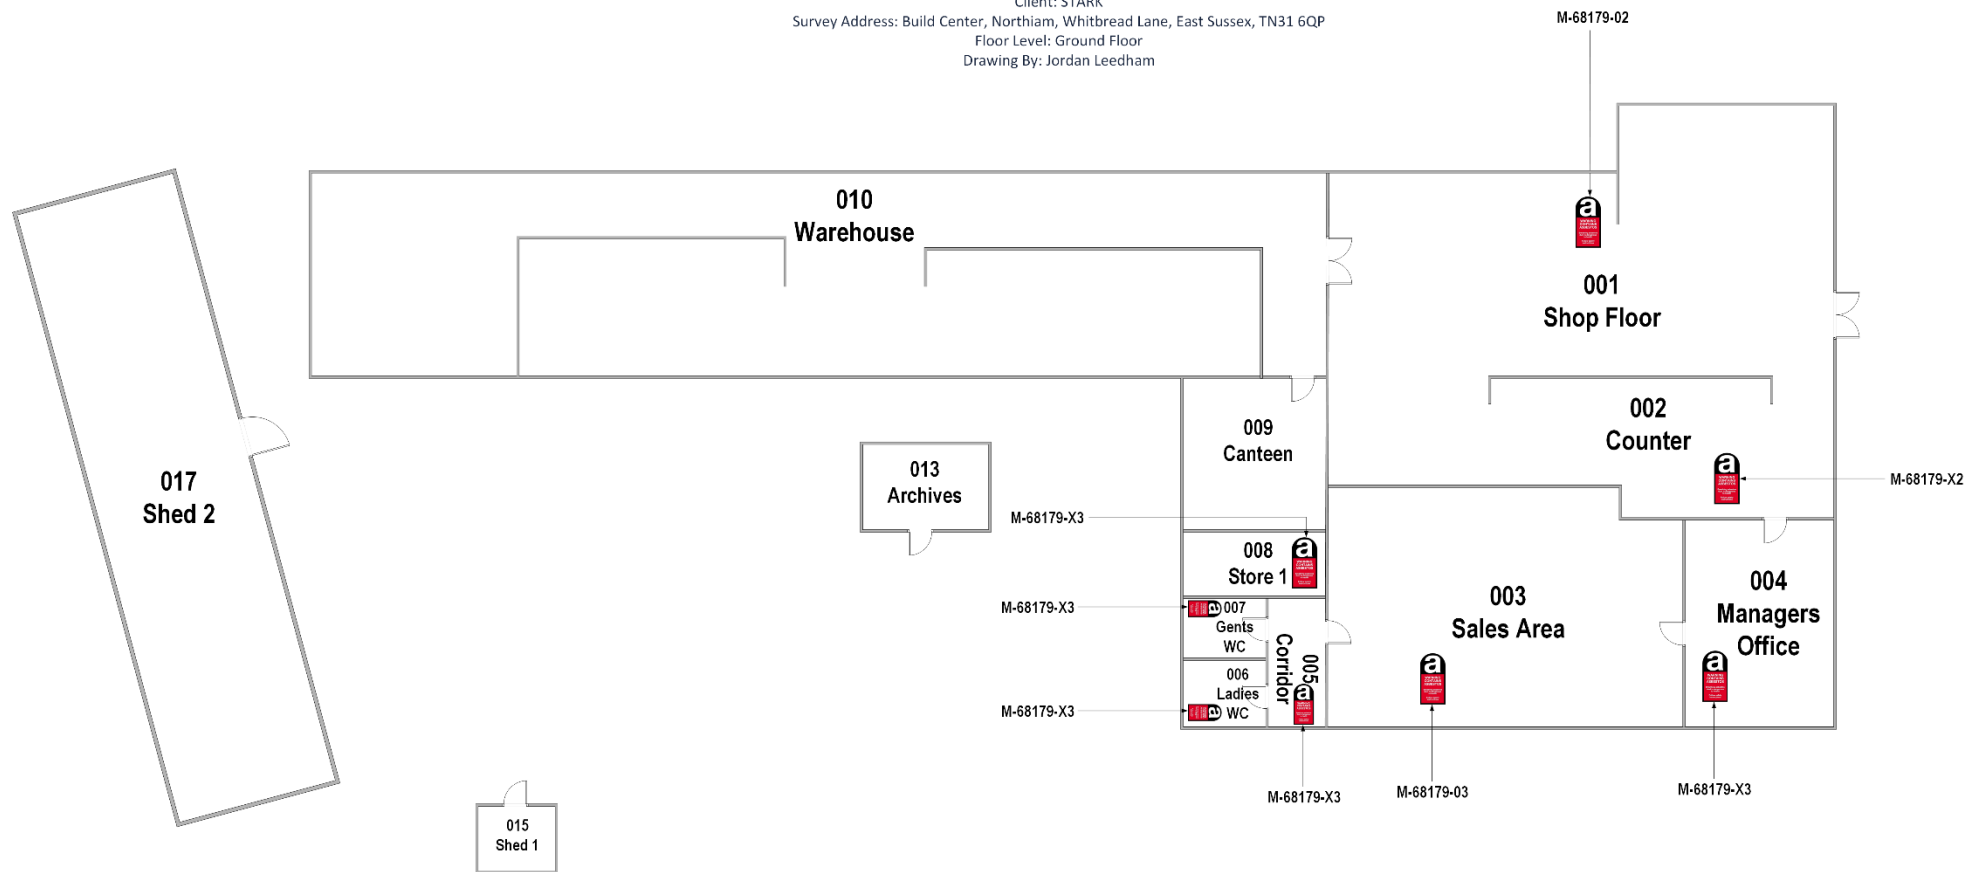 Client: STARK
Survey Address: Build Center, Northiam, Whitbread Lane, East Sussex, TN31 6QP
Floor Level: Ground Floor
Drawing By: Jordan Leedham
M-68179-02
010
Warehouse
a
001
Shop Floor
002
Counter
a
M-68179-X2
009
Canteen
013
Archives
017
Shed 2
M-68179-X3
008
Store 1
a
M-68179-X3
a
007
Gents
WC
005
Corridor
a
M-68179-X3
a
006
Ladies
WC
003
Sales Area
a
004
Managers
Office
a
M-68179-X3
M-68179-03
M-68179-X3
015
Shed 1